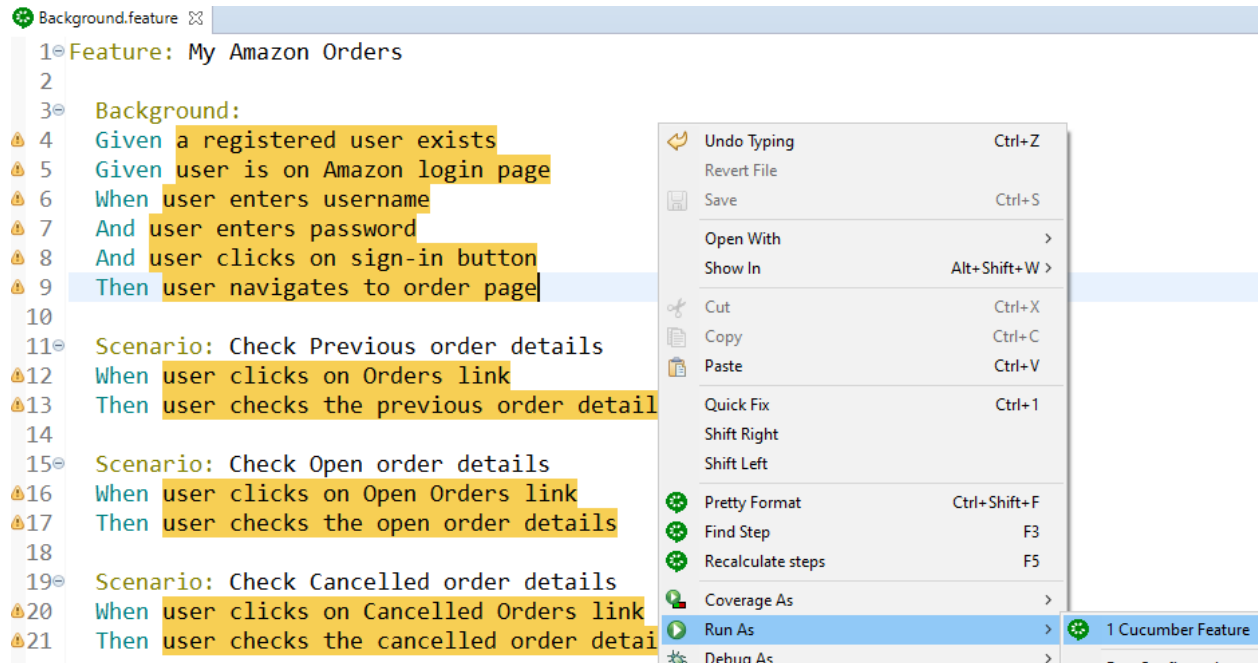 Background.feature
1 Feature: My Amazon Orders
2
3 Background:
4 Given a registered user exists
5 Given user is on Amazon login page
6 When user enters username
7 And user enters password
8 And user clicks on sign-in button
9 Then user navigates to order page
10
11 Scenario: Check Previous order details
12 When user clicks on Orders link
13 Then user checks the previous order detail
14
15 Scenario: Check Open order details
16 When user clicks on Open Orders link
17 Then user checks the open order details
18
19 Scenario: Check Cancelled order details
20 When user clicks on Cancelled Orders link
21 Then user checks the cancelled order detai
Undo Typing Ctrl+Z
Revert File
Save Ctrl+S
Open With >
Show In Alt+Shift+W >
Cut Ctrl+X
Copy Ctrl+C
Paste Ctrl+V
Quick Fix Ctrl+1
Shift Right
Shift Left
Pretty Format Ctrl+Shift+F
Find Step F3
Recalculate steps F5
Coverage As >
Run As >
Debug As >
1 Cucumber Feature